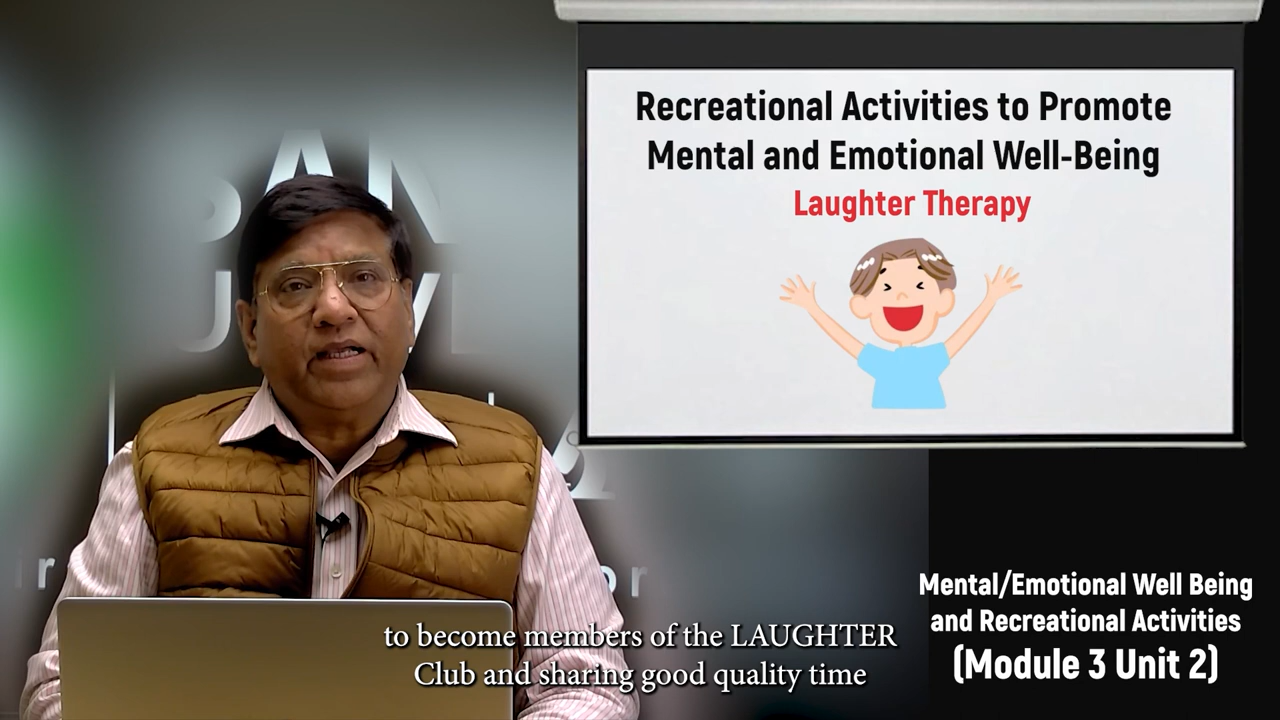 Recreational Activities to Promote
Mental and Emotional Well-Being
Laughter Therapy
to become members of the LAUGHTER
Club and sharing good quality time
Mental/Emotional Well Being
and Recreational Activities
(Module 3 Unit 2)